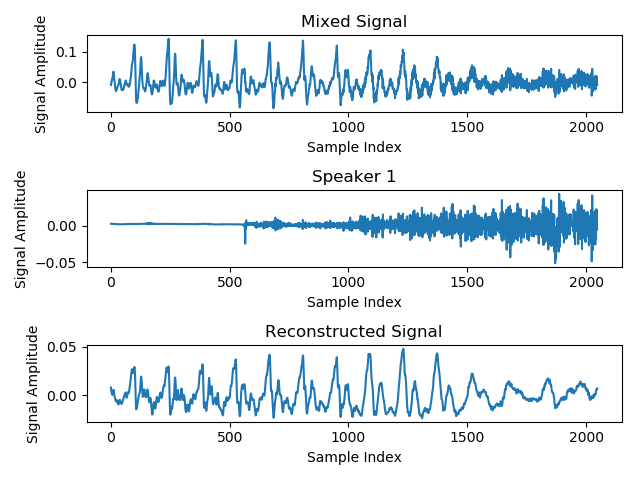 Mixed Signal
Signal Amplitude
0.1
0.0
0 500 1000 1500 2000
Sample Index
Speaker 1
Signal Amplitude
0.00
−0.05
0 500 1000 1500 2000
Sample Index
Reconstructed Signal
Signal Amplitude
0.05
0.00
0 500 1000 1500 2000
Sample Index